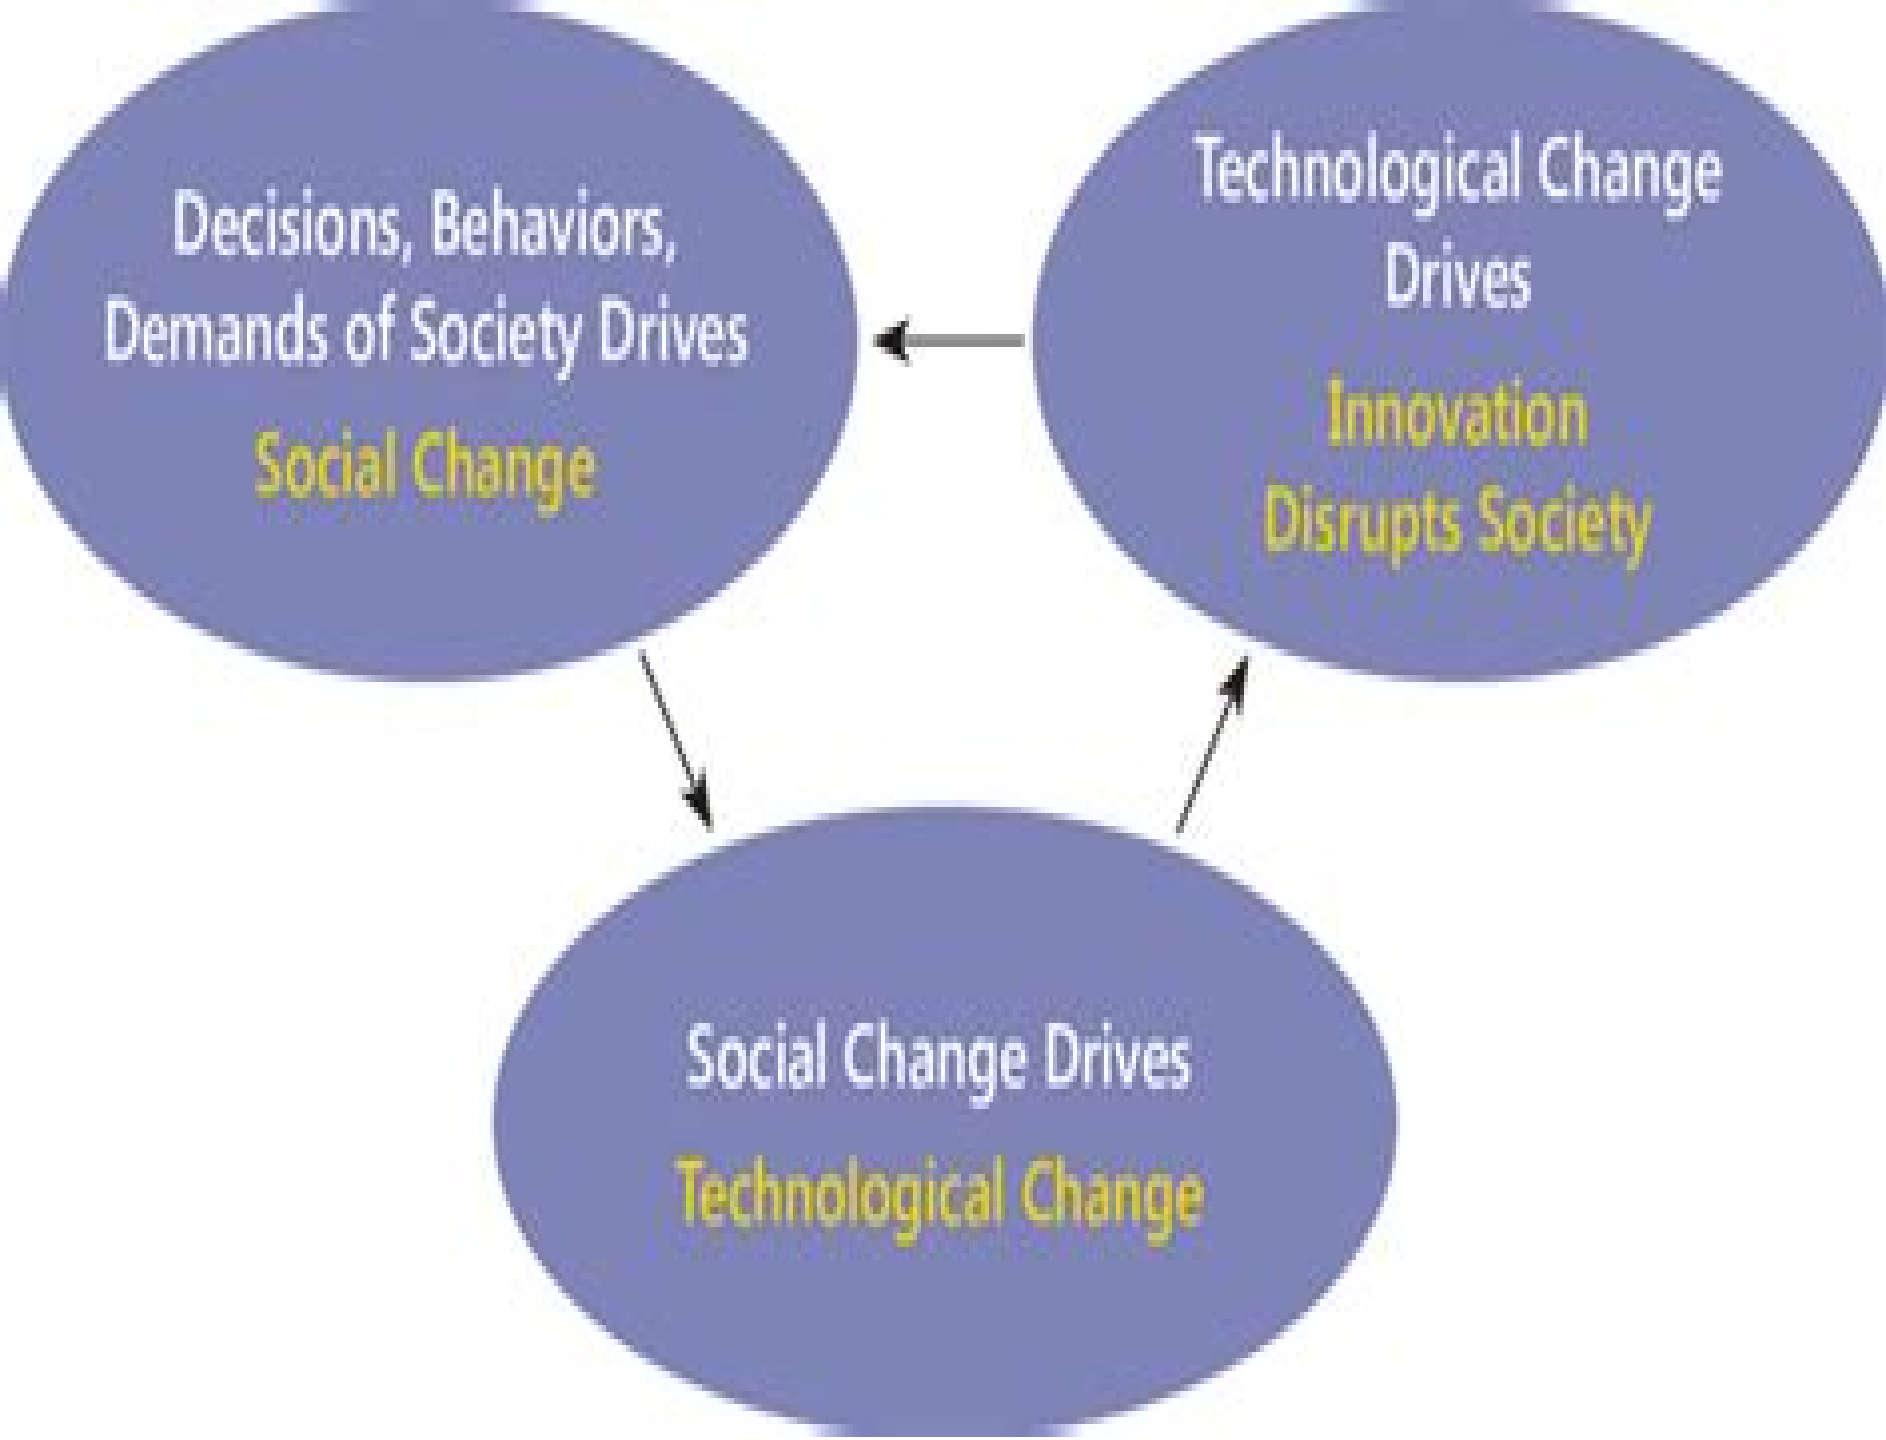 Decisions, Behaviors,
Demands of Society Drives
Social Change
Technological Change
Drives
Innovation
Disrupts Society
Social Change Drives
Technological Change